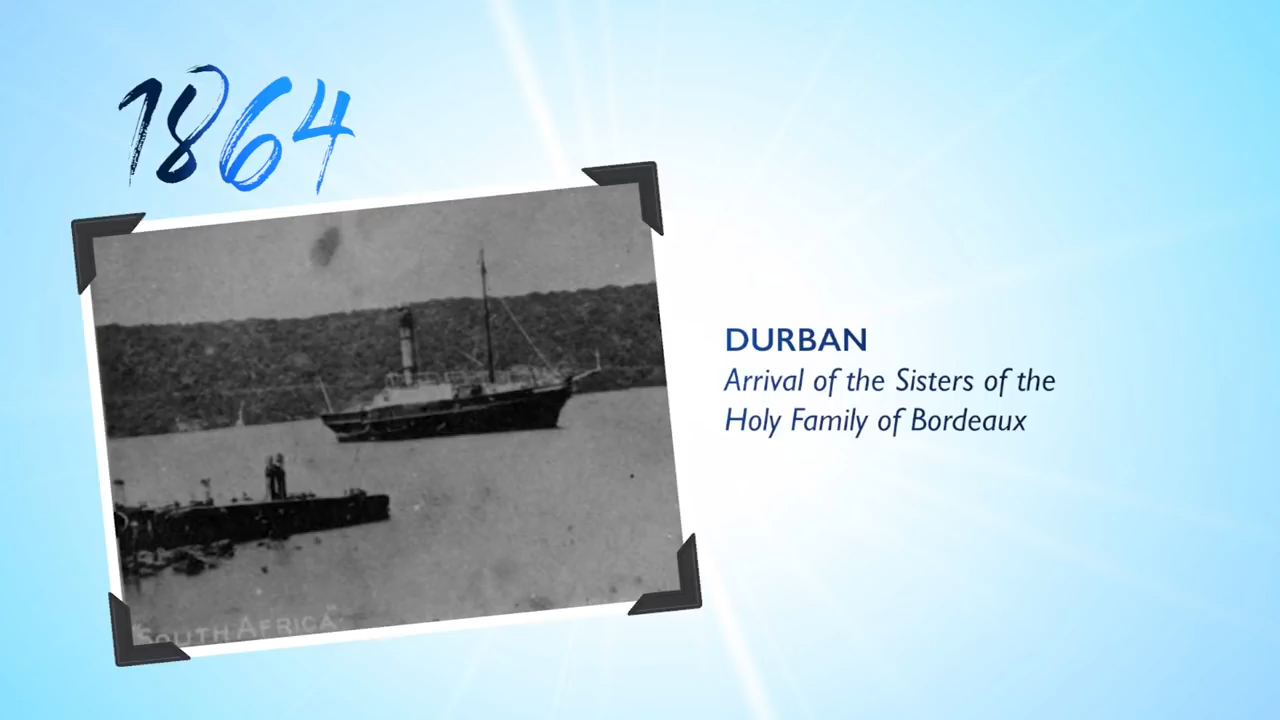 1864
DURBAN
Arrival of the Sisters of the
Holy Family of Bordeaux
SOUTH AFRICA